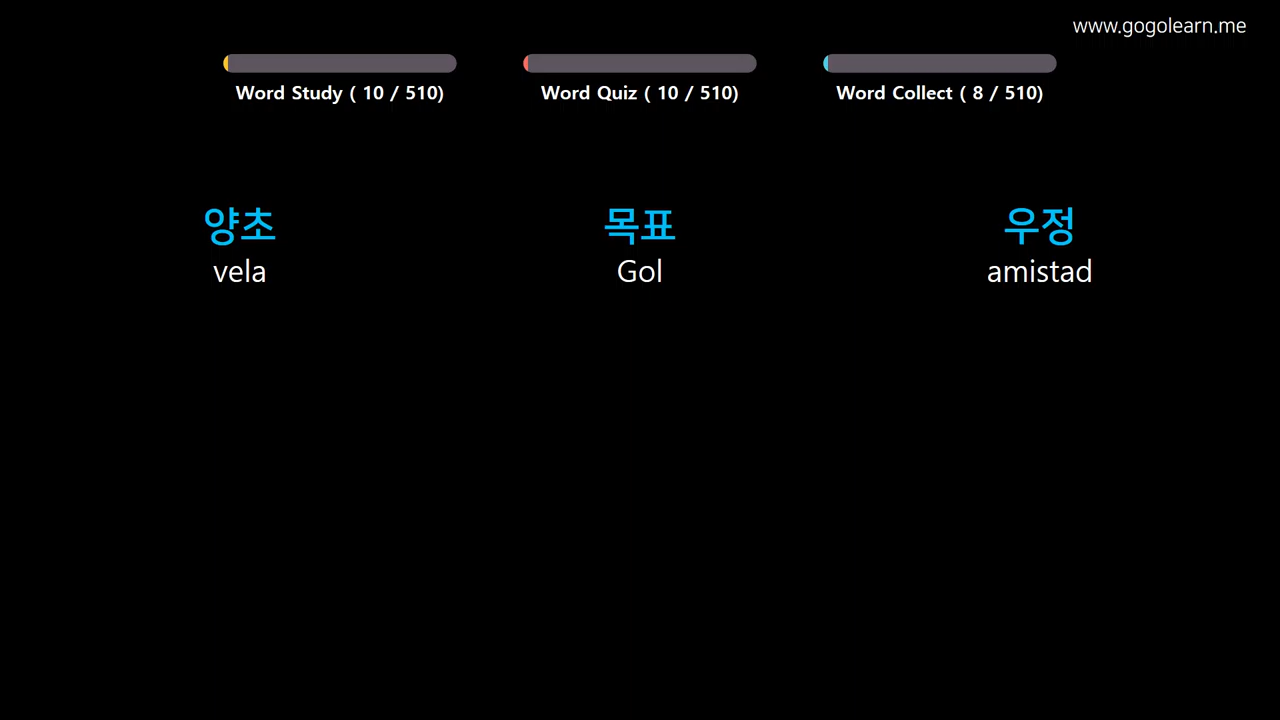 www.gogolearn.me
Word Study ( 10 / 510)
Word Quiz ( 10 / 510)
Word Collect ( 8 / 510)
양초
vela
목표
Gol
우정
amistad